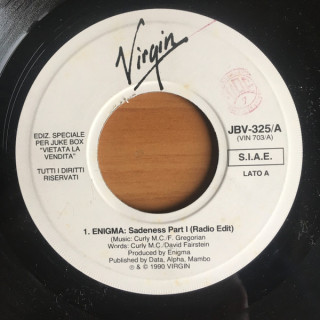 Virgin
EDIZ. SPECIALE
PER JUKE BOX
"VIETATA LA
VENDITA"
TUTTI I DIRITTI
RISERVATI
JBV-325/A
(VIN 703/A)
S.I.A.E.
LATO A
1. ENIGMA: Sadeness Part I (Radio Edit)
(Music: Curly M.C./F. Gregorian
Words: Curly M.C./David Fairstein)
Produced by Enigma
Published by Data, Alpha, Mambo
℗ & © 1990 VIRGIN